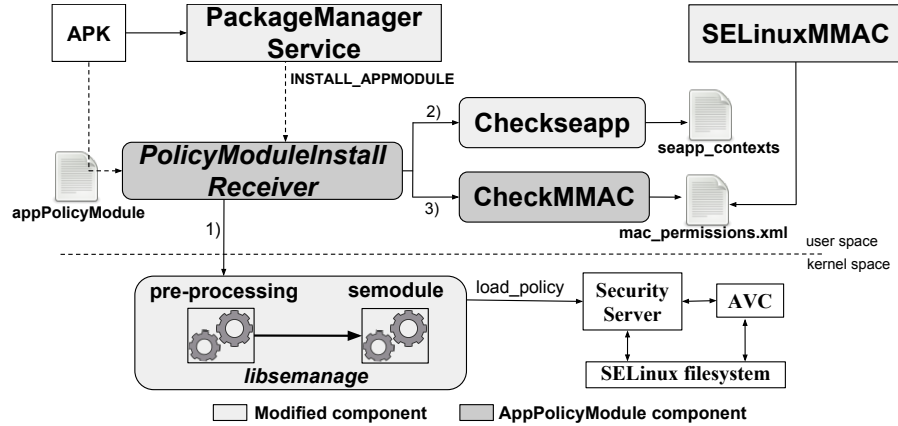 APK
PackageManager
Service
SELinuxMMAC
INSTALL_APPMODULE
2)
Checkseapp
seapp_contexts
PolicyModuleInstall
Receiver
appPolicyModule
3)
CheckMMAC
mac_permissions.xml
1)
user space
kernel space
pre-processing
semodule
libsemanage
load_policy
Security
Server
AVC
SELinux filesystem
Modified component
AppPolicyModule component